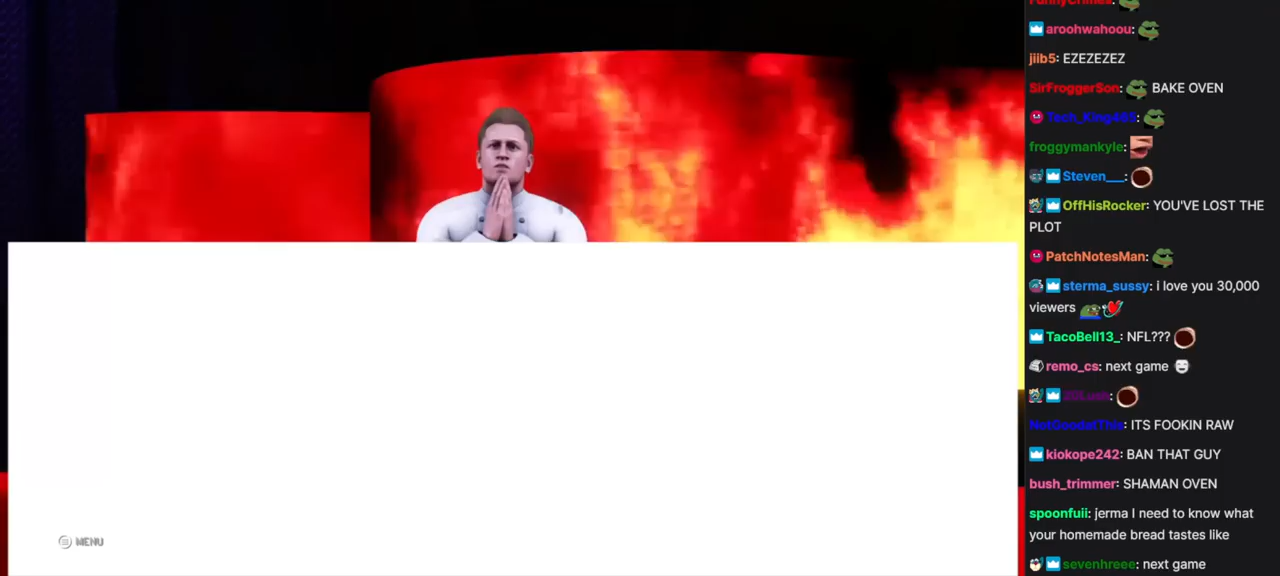 FunnyCrimes:
aroohwahoou:
jiib5: EZEZEZEZ
SirFroggerSon: BAKE OVEN
Tech_King465:
froggymankyle:
Steven___:
OffHisRocker: YOU'VE LOST THE
PLOT
PatchNotesMan:
sterma_sussy: i love you 30,000
viewers
TacoBell13_: NFL???
remo_cs: next game
NotGoodatThis: ITS FOOKIN RAW
kiokope242: BAN THAT GUY
bush_trimmer: SHAMAN OVEN
spoonfuii: jerma I need to know what
your homemade bread tastes like
sevenhreee: next game
MENU